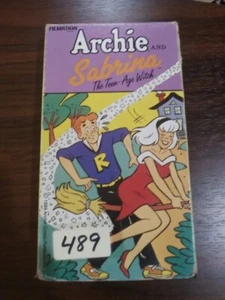 FILMATION
Archie AND
Sabrina
The Teen-Age Witch
R
489